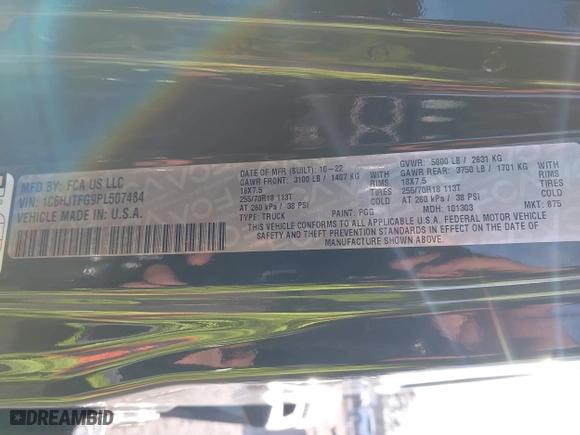 MFD BY: FCA US LLC
VIN: 1C6HJTFG9PL507484
VEHICLE MADE IN U.S.A.
DATE OF MFR (BUILT): 10-22
GAWR FRONT: 3100 LB / 1407 KG
RIMS
18X7.5
TIRES
255/70R18 113T
AT 260 kPa / 38 PSI
TYPE: TRUCK
GVWR: 5800 LB / 2631 KG
GAWR REAR: 3750 LB / 1701 KG
RIMS
18X7.5
TIRES
255/70R18 113T
AT 260 kPa / 38 PSI
PAINT: PGG
MDH: 101303
MKT: 875
THIS VEHICLE CONFORMS TO ALL APPLICABLE U.S.A. FEDERAL MOTOR VEHICLE
SAFETY AND THEFT PREVENTION STANDARDS IN EFFECT ON THE DATE OF
MANUFACTURE SHOWN ABOVE.
DREAMBID